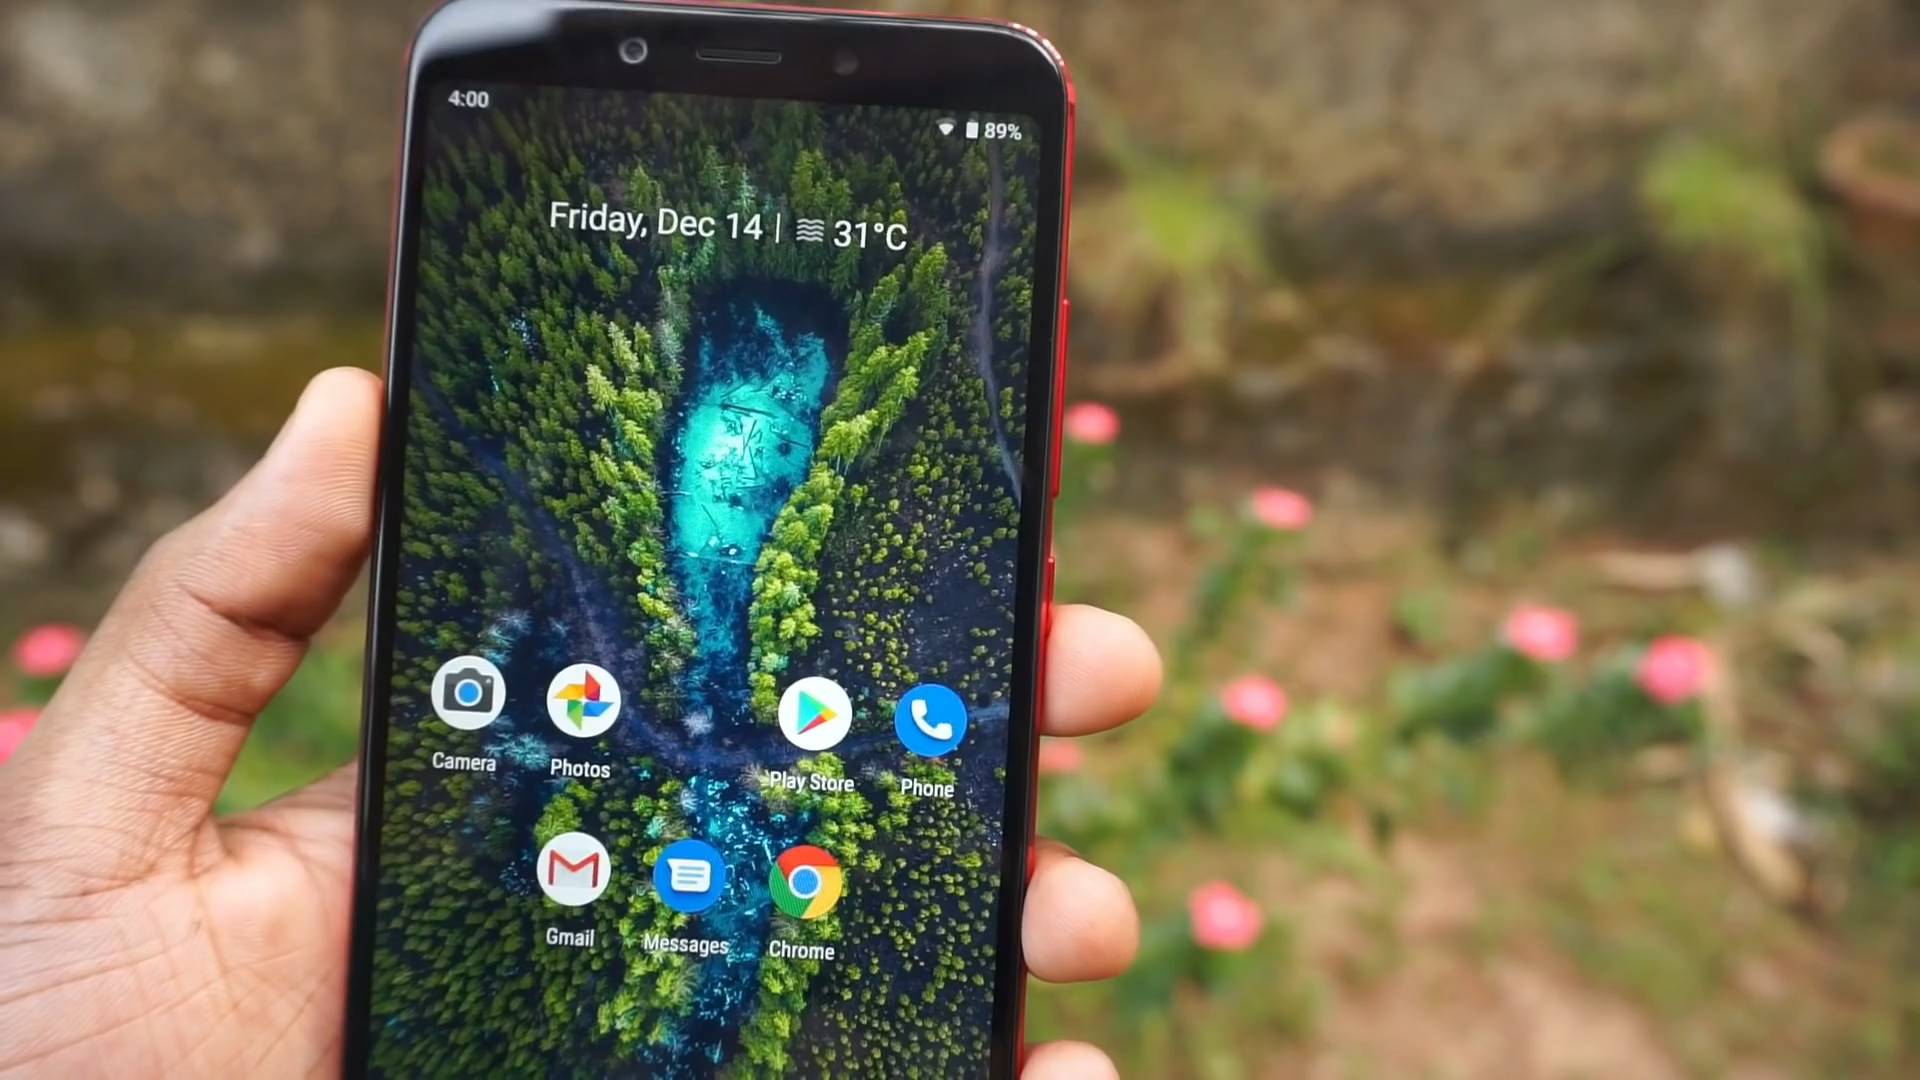 4:00
89%
Friday, Dec 14 | 31°C
Camera Photos Play Store Phone
Gmail Messages Chrome